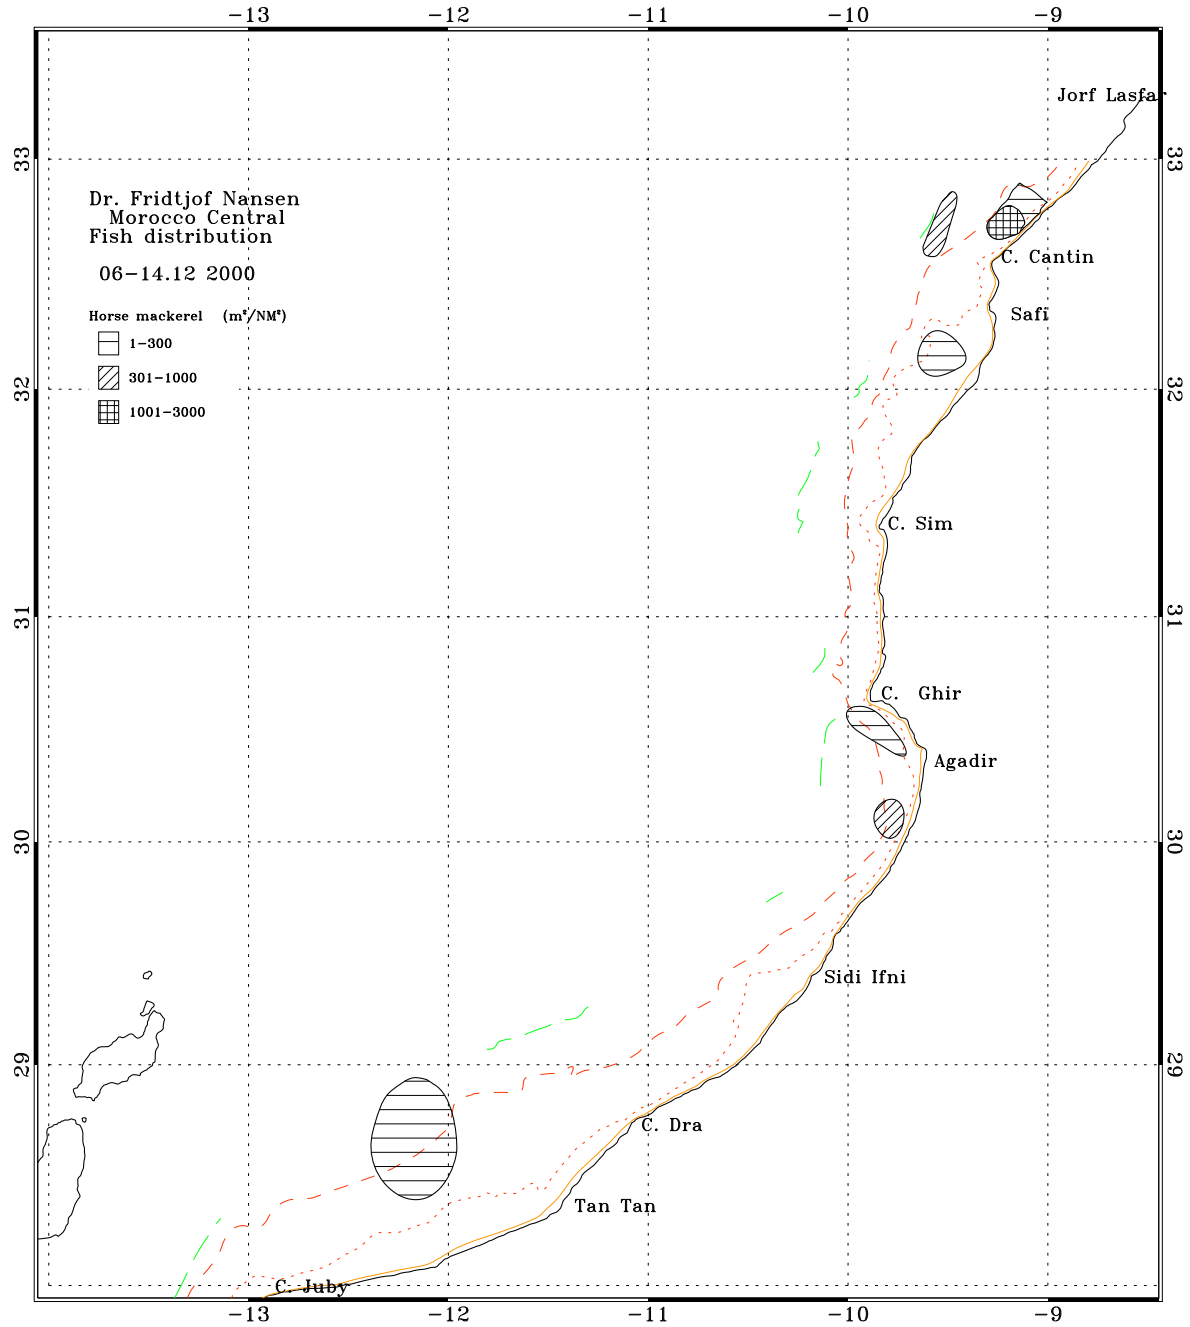 -13 -12 -11 -10 -9
Jorf Lasfar
33 33
Dr. Fridtjof Nansen
Morocco Central
Fish distribution
C. Cantin
06-14.12 2000
Safi
Horse mackerel (m²/NM²)
1-300
301-1000
32 32
1001-3000
C. Sim
31 31
C. Ghir
Agadir
30 30
Sidi Ifni
29 29
C. Dra
Tan Tan
C. Juby
-13 -12 -11 -10 -9